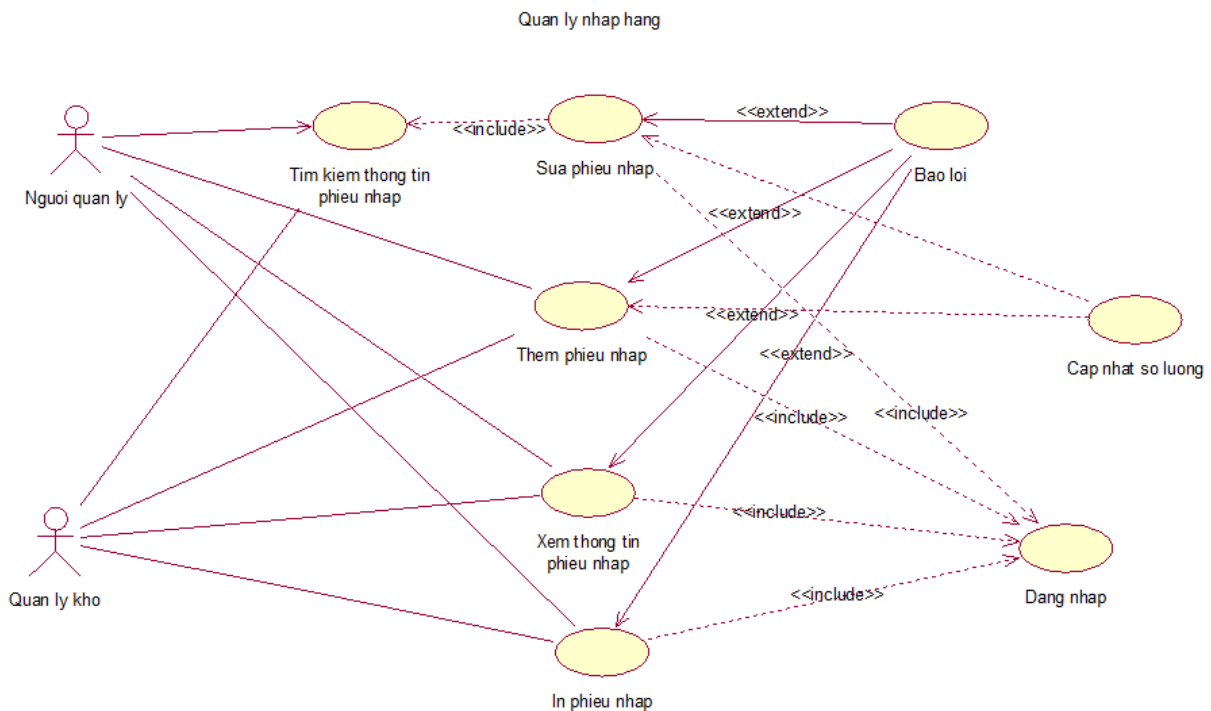 Quan ly nhap hang
<<extend>>
<<include>>
Tim kiem thong tin
phieu nhap
Sua phieu nhap
Bao loi
Nguoi quan ly
<<extend>>
<<extend>>
Them phieu nhap
<<extend>>
Cap nhat so luong
<<include>>
<<include>>
<<include>>
Xem thong tin
phieu nhap
Quan ly kho
<<include>>
Dang nhap
In phieu nhap